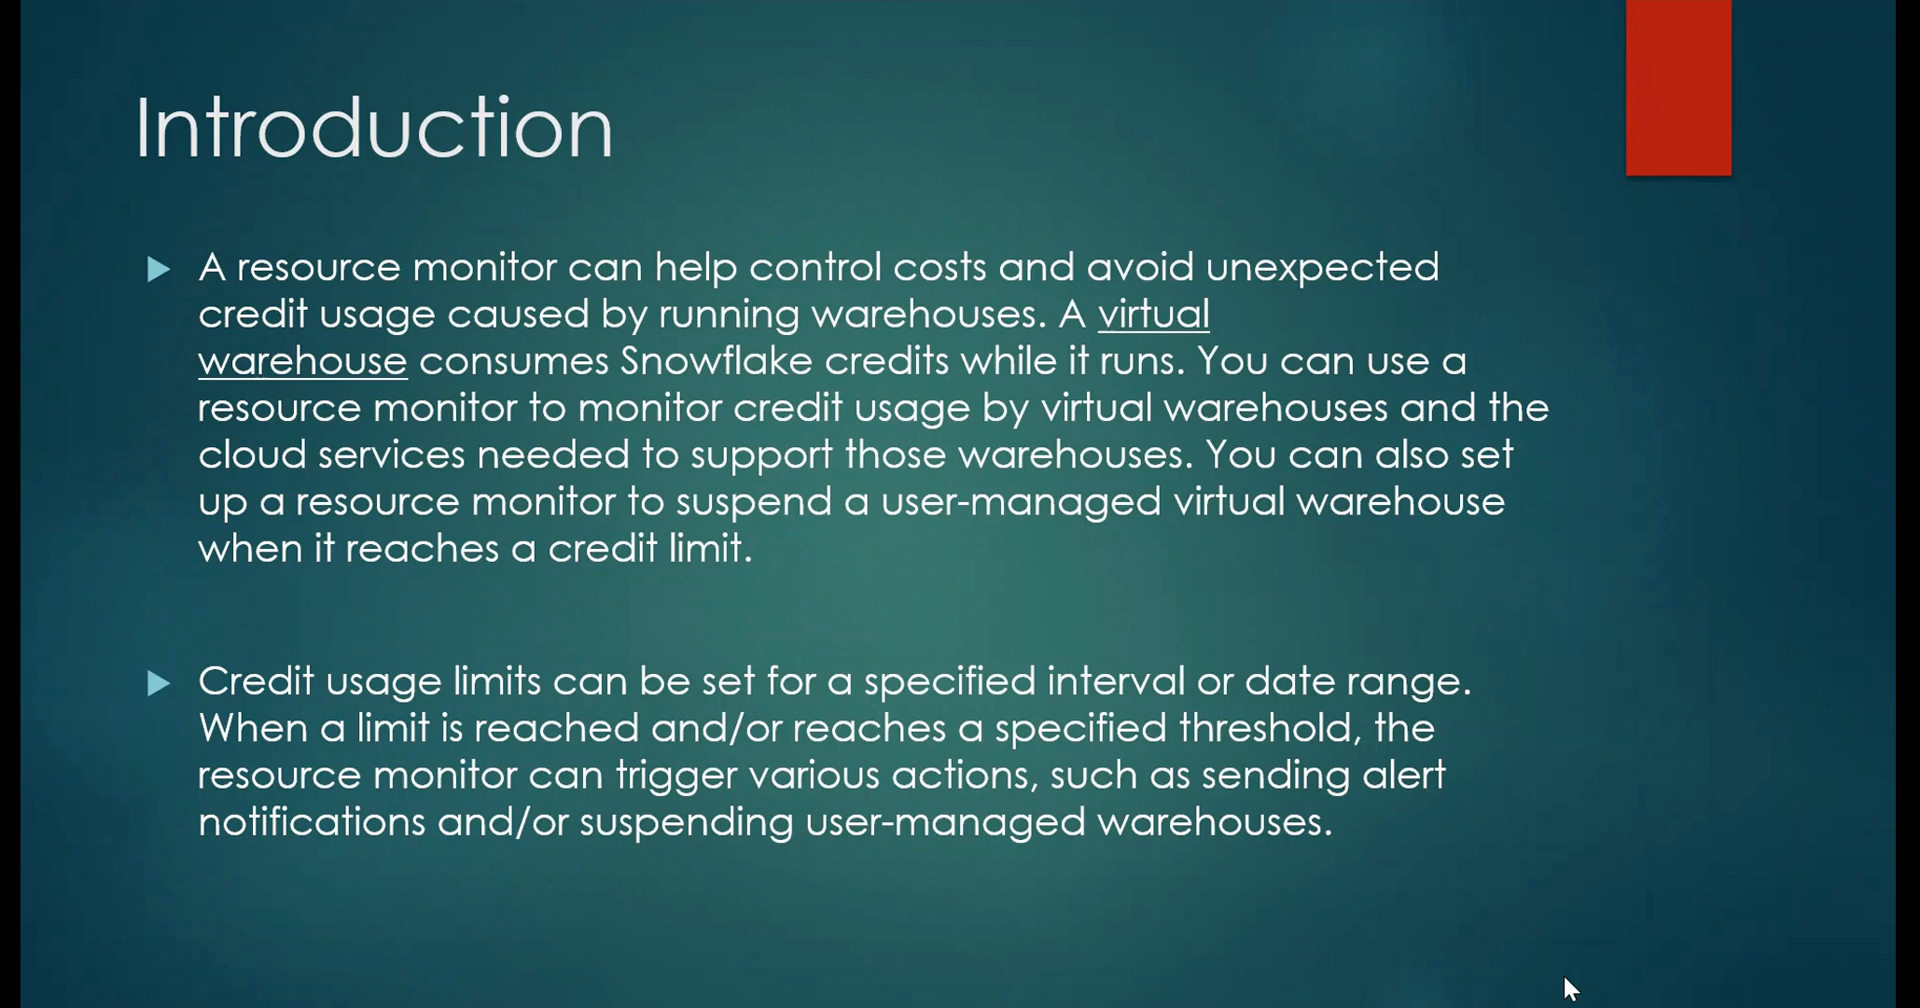 Introduction
A resource monitor can help control costs and avoid unexpected
credit usage caused by running warehouses. A virtual
warehouse consumes Snowflake credits while it runs. You can use a
resource monitor to monitor credit usage by virtual warehouses and the
cloud services needed to support those warehouses. You can also set
up a resource monitor to suspend a user-managed virtual warehouse
when it reaches a credit limit.
Credit usage limits can be set for a specified interval or date range.
When a limit is reached and/or reaches a specified threshold, the
resource monitor can trigger various actions, such as sending alert
notifications and/or suspending user-managed warehouses.